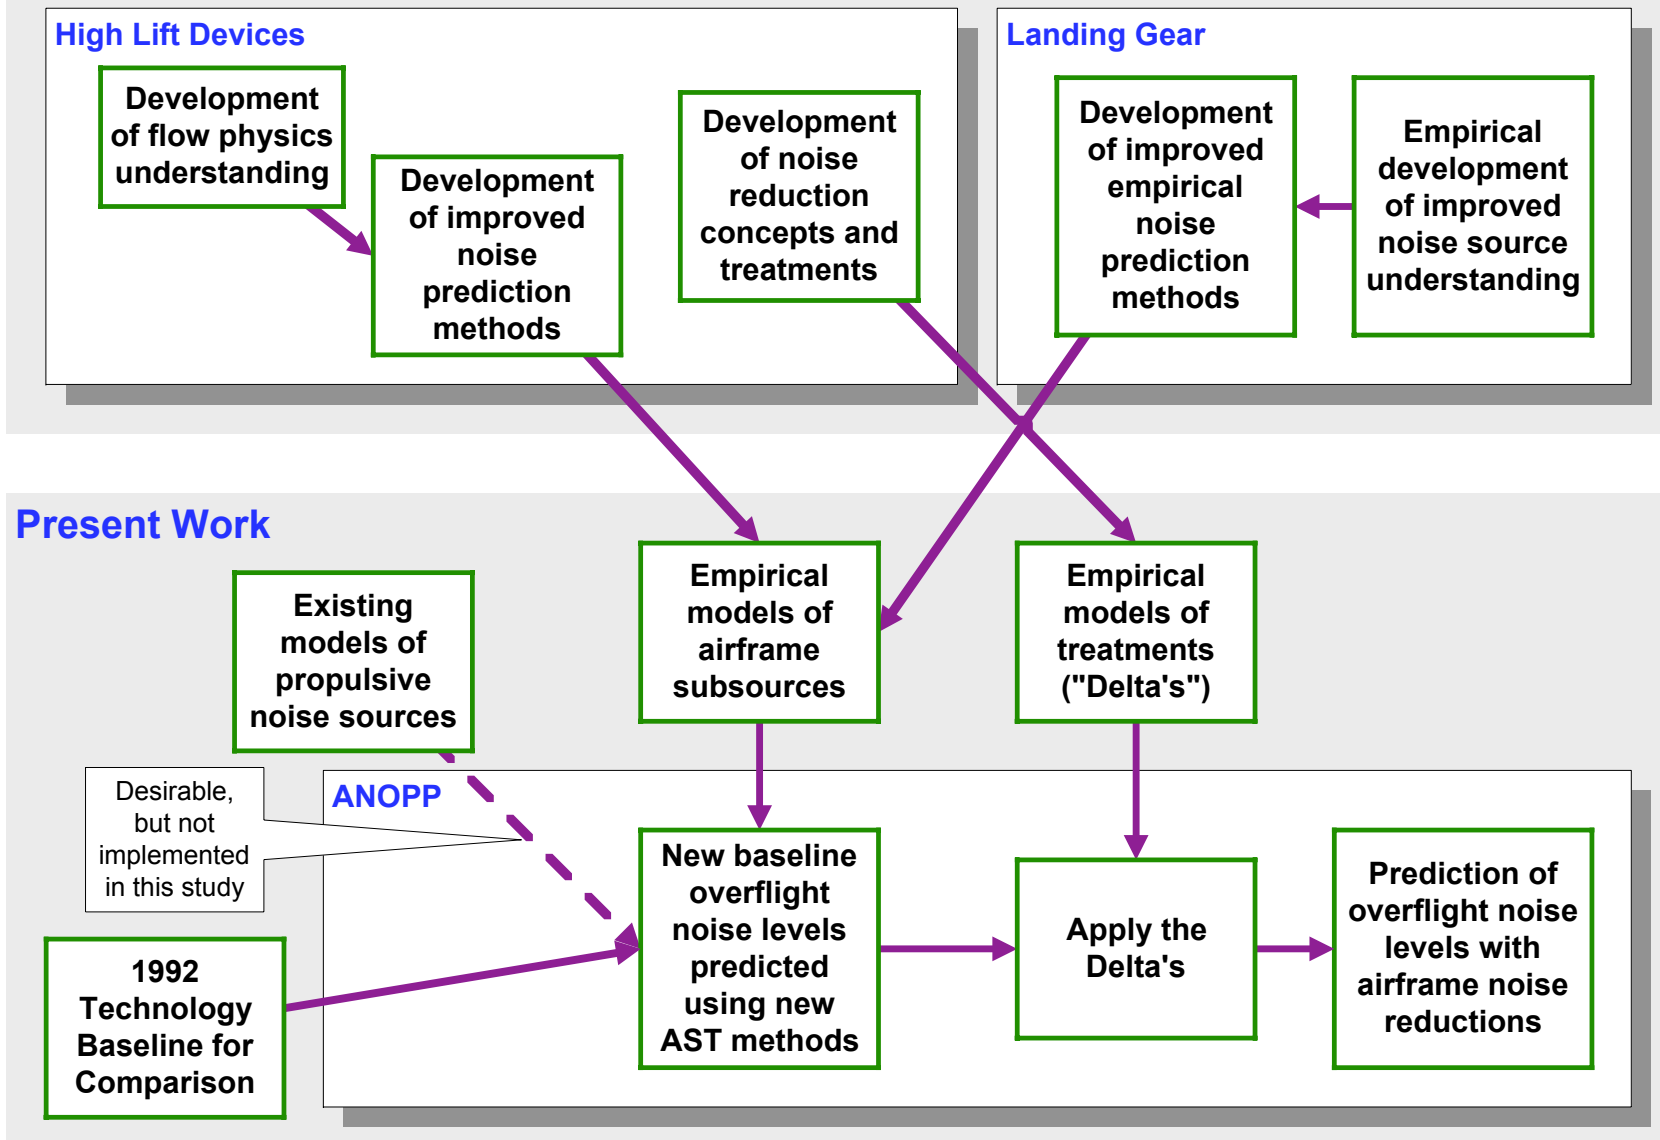 High Lift Devices
Development
of flow physics
understanding
Development
of improved
noise
prediction
methods
Development
of noise
reduction
concepts and
treatments
Landing Gear
Development
of improved
empirical
noise
prediction
methods
Empirical
development
of improved
noise source
understanding
Present Work
Existing
models of
propulsive
noise sources
Empirical
models of
airframe
subsources
Empirical
models of
treatments
("Delta's")
Desirable,
but not
implemented
in this study
ANOPP
1992
Technology
Baseline for
Comparison
New baseline
overflight
noise levels
predicted
using new
AST methods
Apply the
Delta's
Prediction of
overflight noise
levels with
airframe noise
reductions